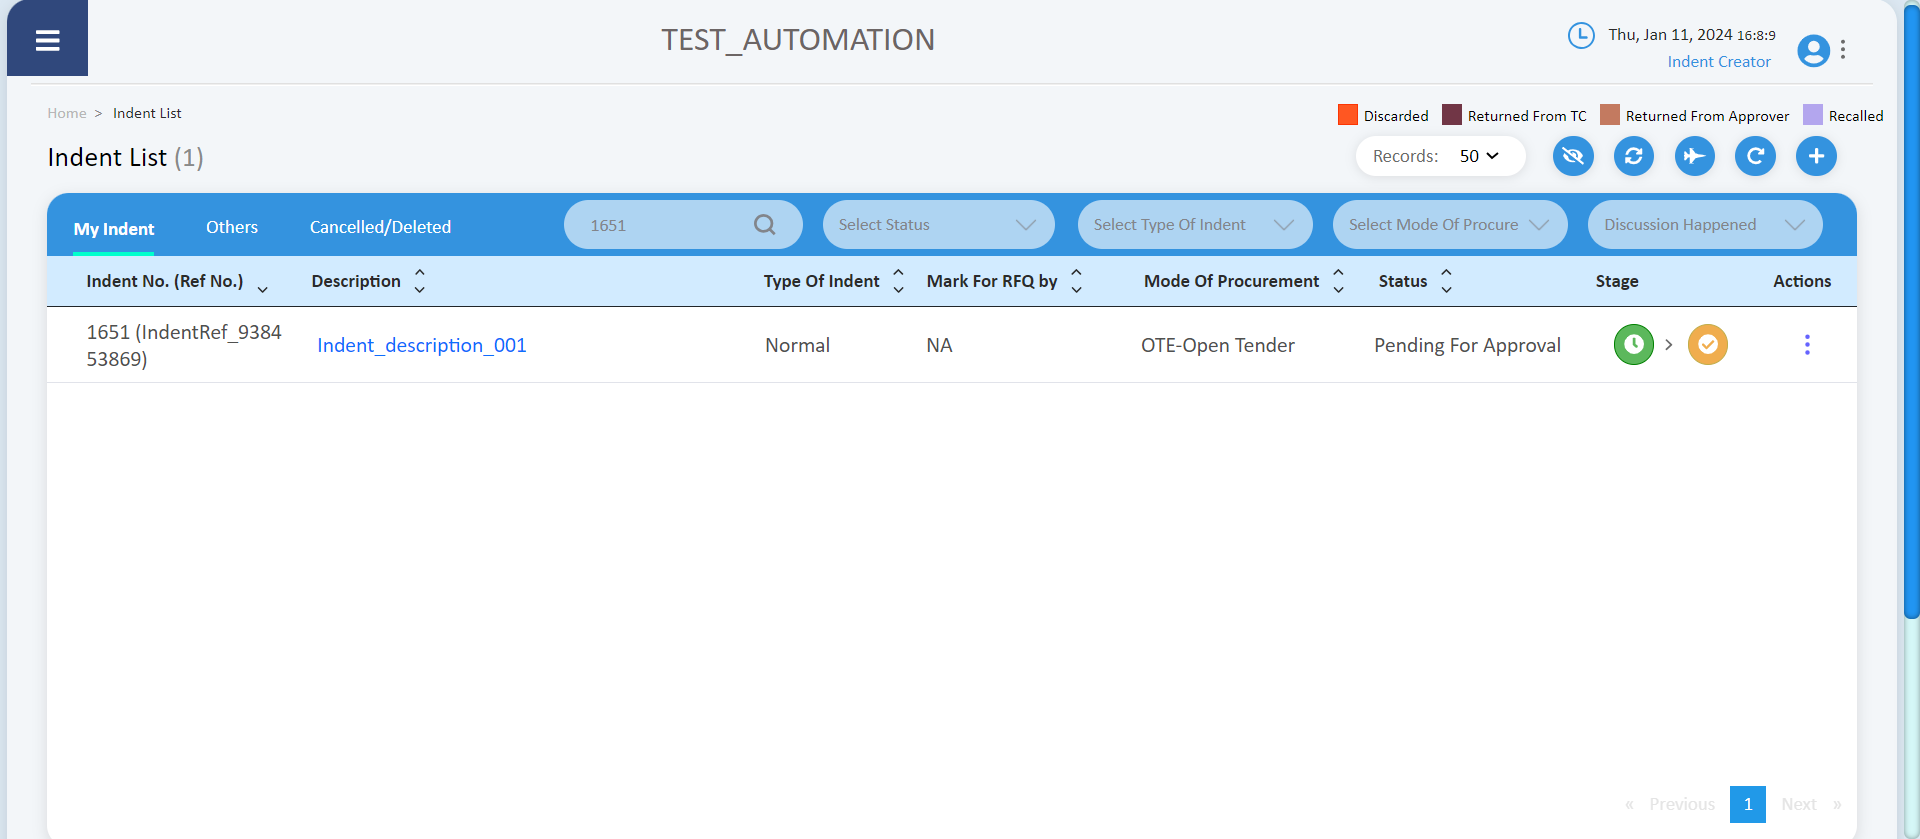 TEST_AUTOMATION
Thu, Jan 11, 2024 16:8:9
Indent Creator
Home > Indent List
Discarded Returned From TC Returned From Approver Recalled
Indent List (1)
Records: 50
My Indent Others Cancelled/Deleted 1651 Select Status Select Type Of Indent Select Mode Of Procure Discussion Happened
Indent No. (Ref No.) Description Type Of Indent Mark For RFQ by Mode Of Procurement Status Stage Actions
1651 (IndentRef_9384
53869) Indent_description_001 Normal NA OTE-Open Tender Pending For Approval
« Previous 1 Next »